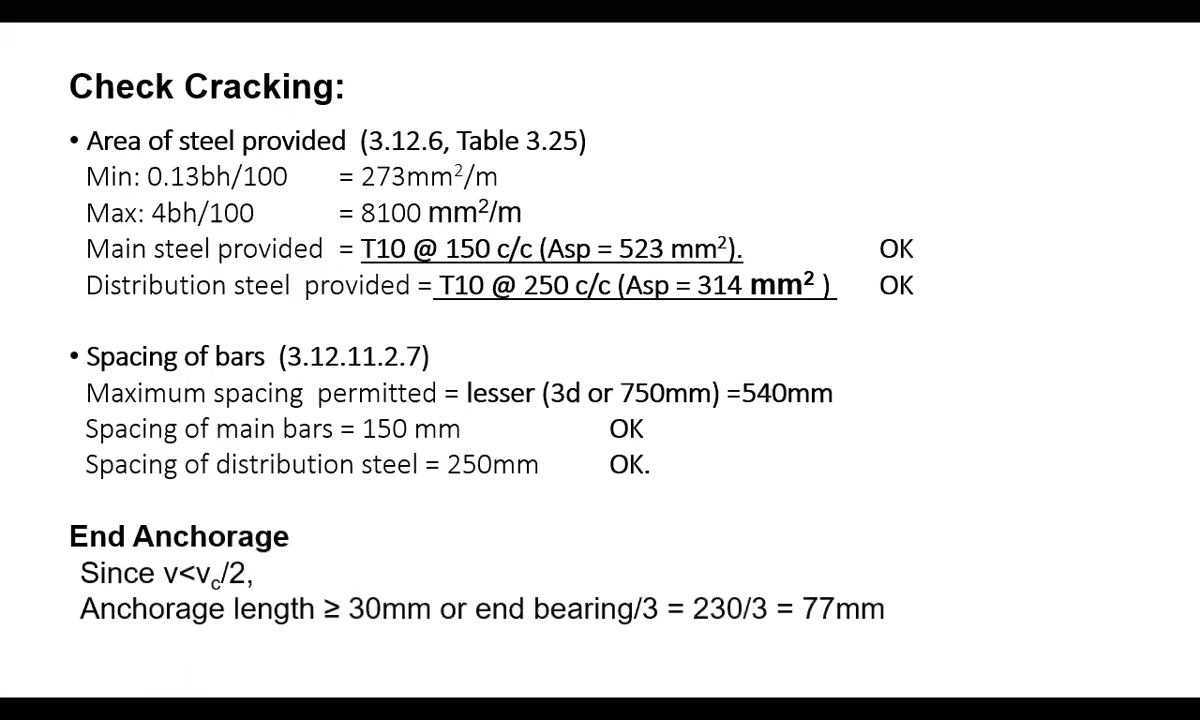 Check Cracking:
• Area of steel provided (3.12.6, Table 3.25)
Min: 0.13bh/100 = 273mm²/m
Max: 4bh/100 = 8100 mm²/m
Main steel provided = T10 @ 150 c/c (Asp = 523 mm²). OK
Distribution steel provided = T10 @ 250 c/c (Asp = 314 mm² ) OK
• Spacing of bars (3.12.11.2.7)
Maximum spacing permitted = lesser (3d or 750mm) =540mm
Spacing of main bars = 150 mm OK
Spacing of distribution steel = 250mm OK.
End Anchorage
Since v<v꜀/2,
Anchorage length ≥ 30mm or end bearing/3 = 230/3 = 77mm